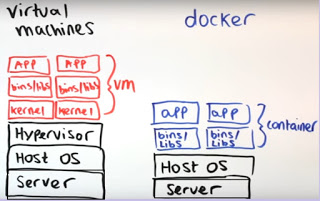 virtual
machines
APP APP
bins/libs bins/libs
kernel kernel
vm
Hypervisor
Host OS
Server
docker
app app
bins/ bins/
Libs Libs
container
Host OS
Server